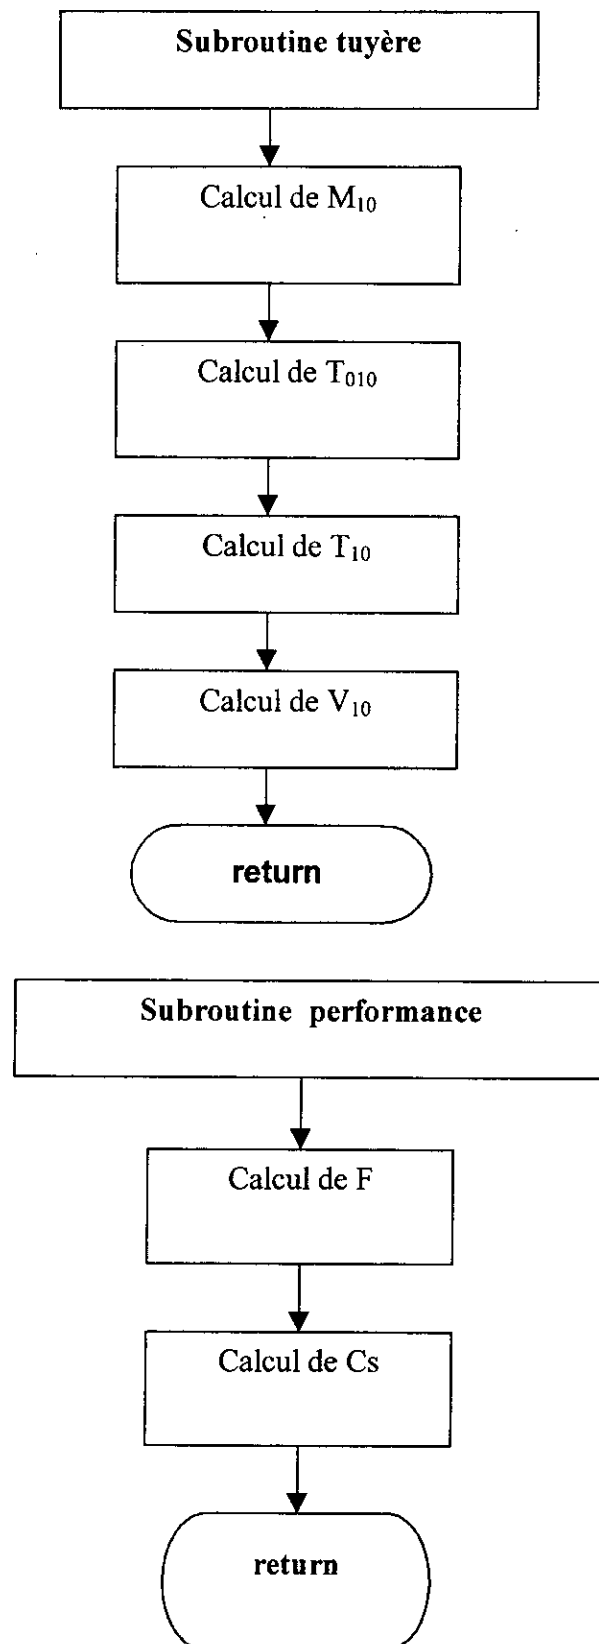 Subroutine tuyère
Calcul de M₁₀
Calcul de T₀₁₀
Calcul de T₁₀
Calcul de V₁₀
return
Subroutine performance
Calcul de F
Calcul de Cs
return